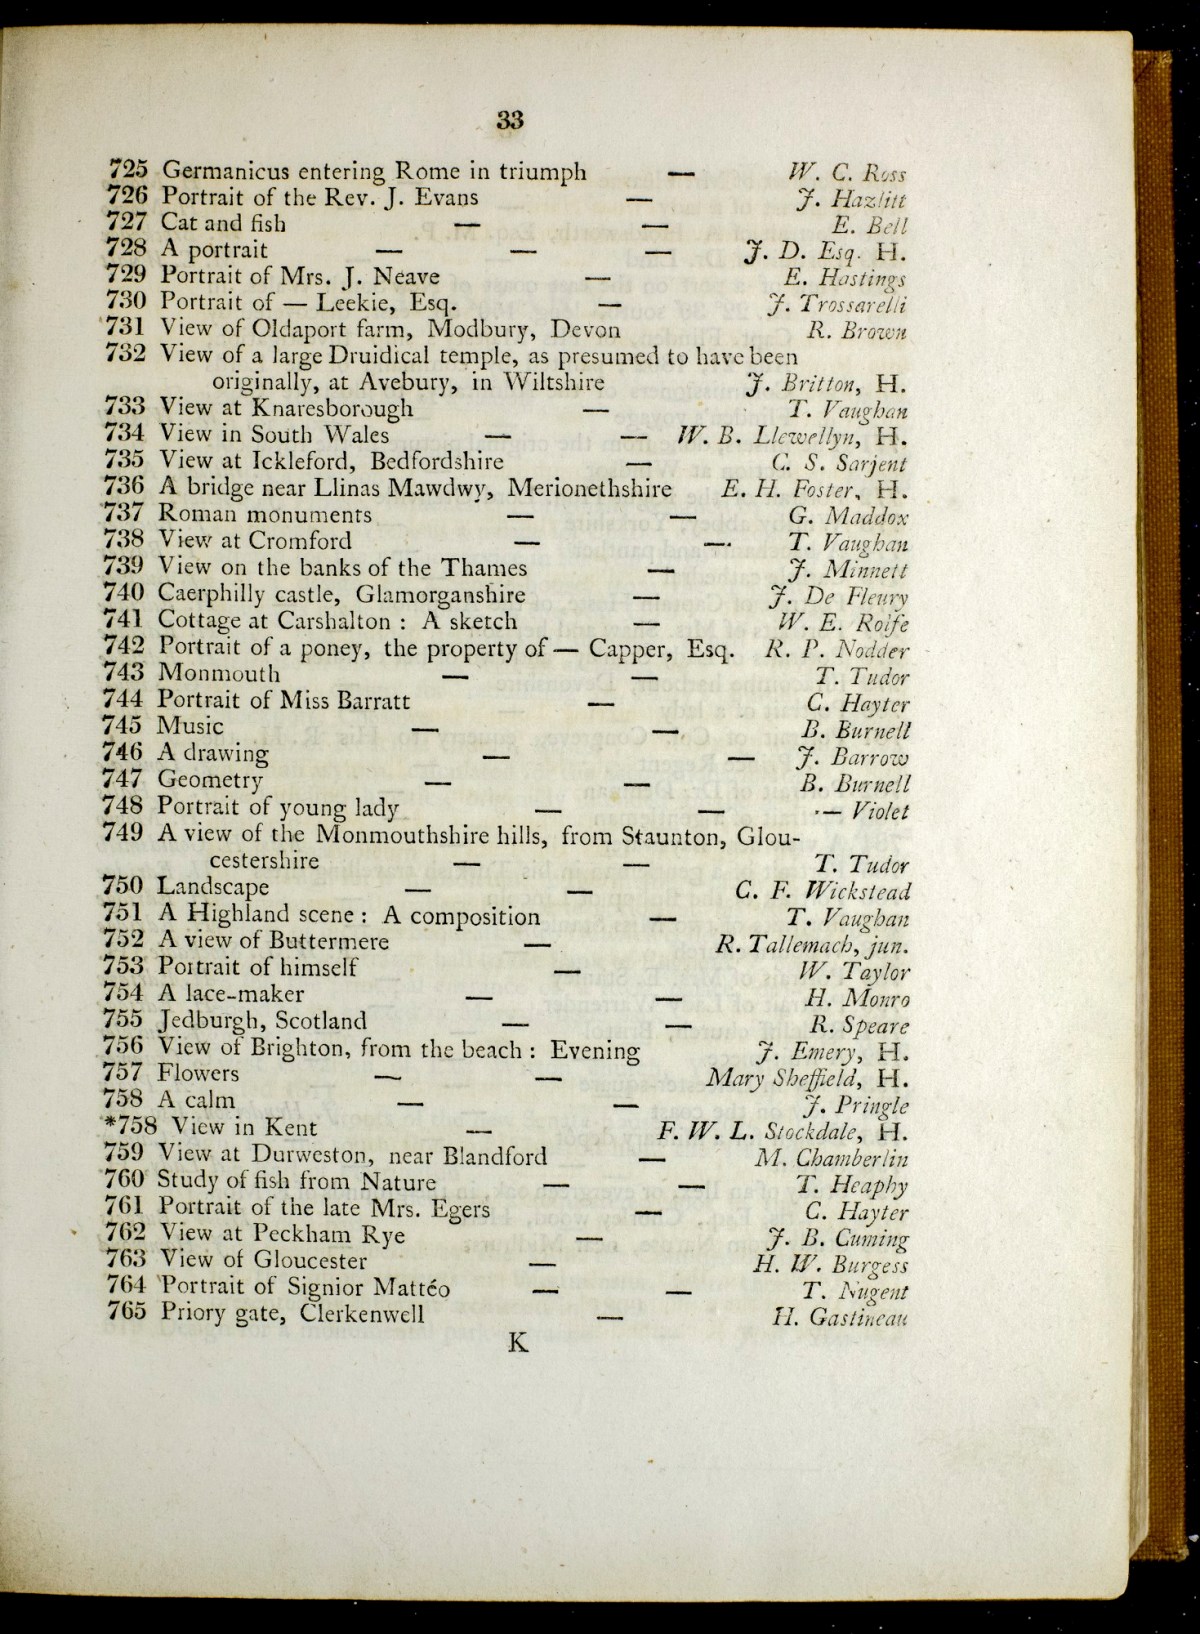 33
725 Germanicus entering Rome in triumph — W. C. Ross
726 Portrait of the Rev. J. Evans — J. Hazlitt
727 Cat and fish — — E. Bell
728 A portrait — — — J. D. Esq. H.
729 Portrait of Mrs. J. Neave — E. Hastings
730 Portrait of — Leekie, Esq. — J. Trossarelli
731 View of Oldaport farm, Modbury, Devon R. Brown
732 View of a large Druidical temple, as presumed to have been
originally, at Avebury, in Wiltshire J. Britton, H.
733 View at Knaresborough — T. Vaughan
734 View in South Wales — — W. B. Llewellyn, H.
735 View at Ickleford, Bedfordshire — C. S. Sarjent
736 A bridge near Llinas Mawdwy, Merionethshire E. H. Foster, H.
737 Roman monuments — — G. Maddox
738 View at Cromford — — T. Vaughan
739 View on the banks of the Thames — J. Minnett
740 Caerphilly castle, Glamorganshire — J. De Fleury
741 Cottage at Carshalton : A sketch — W. E. Rolfe
742 Portrait of a poney, the property of — Capper, Esq. R. P. Nodder
743 Monmouth — — T. Tudor
744 Portrait of Miss Barratt — C. Hayter
745 Music — — B. Burnell
746 A drawing — — J. Barrow
747 Geometry — — B. Burnell
748 Portrait of young lady — — — Violet
749 A view of the Monmouthshire hills, from Staunton, Glou-
cestershire — — T. Tudor
750 Landscape — — C. F. Wickstead
751 A Highland scene : A composition — T. Vaughan
752 A view of Buttermere — R. Tallemach, jun.
753 Portrait of himself — W. Taylor
754 A lace-maker — — H. Monro
755 Jedburgh, Scotland — — R. Speare
756 View of Brighton, from the beach : Evening J. Emery, H.
757 Flowers — — Mary Sheffield, H.
758 A calm — — J. Pringle
*758 View in Kent — F. W. L. Stockdale, H.
759 View at Durweston, near Blandford — M. Chamberlin
760 Study of fish from Nature — — T. Heaphy
761 Portrait of the late Mrs. Egers — C. Hayter
762 View at Peckham Rye — J. B. Cuming
763 View of Gloucester — H. W. Burgess
764 Portrait of Signior Mattéo — — T. Nugent
765 Priory gate, Clerkenwell — H. Gastineau
K